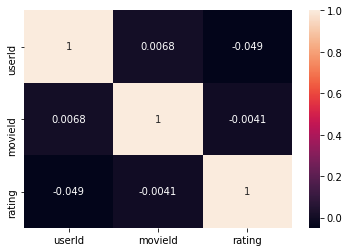 userId 1 0.0068 -0.049
movieId 0.0068 1 -0.0041
rating -0.049 -0.0041 1
userId movieId rating
1.0
0.8
0.6
0.4
0.2
0.0